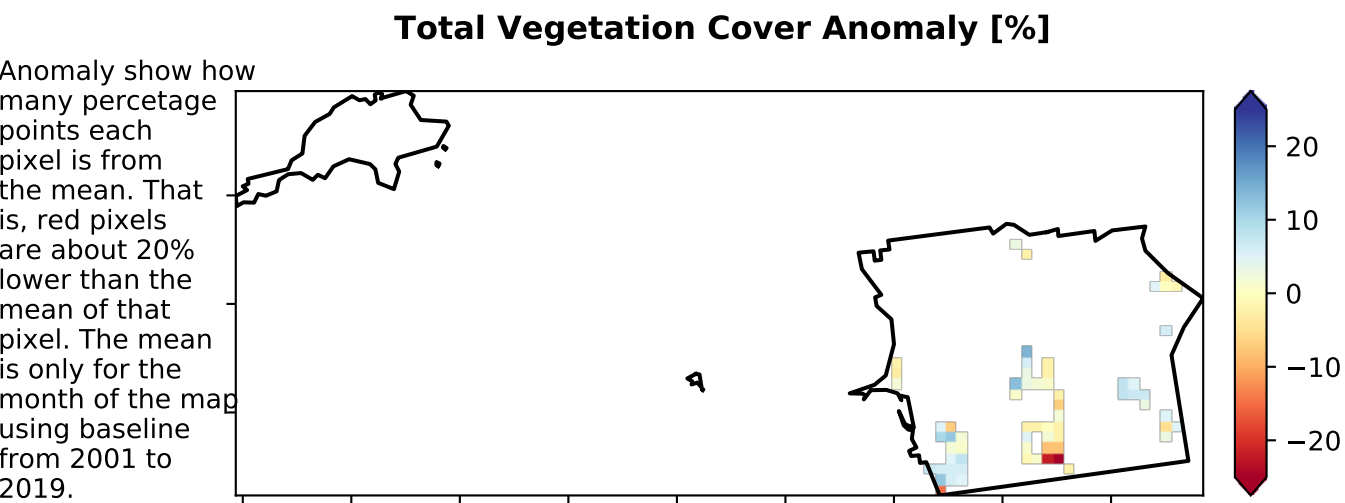 Total Vegetation Cover Anomaly [%]
Anomaly show how
many percetage
points each
pixel is from
the mean. That
is, red pixels
are about 20%
lower than the
mean of that
pixel. The mean
is only for the
month of the map
using baseline
from 2001 to
2019.
20
10
0
−10
−20